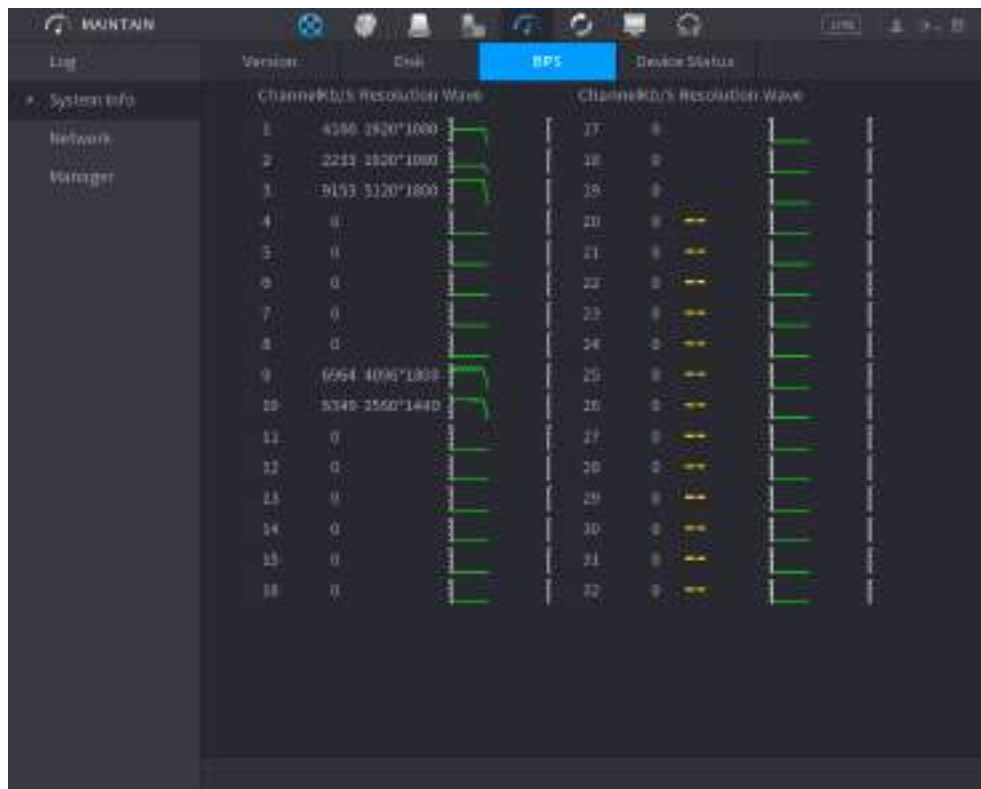 MAINTAIN
LIVE
Log
System Info
Network
Manager
Version Disk BPS Device Status
Channel Kb/S Resolution Wave Channel Kb/S Resolution Wave
1 4166 1920*1080 17 0
2 2233 1920*1080 18 0
3 9153 5120*1800 19 0
4 0 20 0 --
5 0 21 0 --
6 0 22 0 --
7 0 23 0 --
8 0 24 0 --
9 6964 4096*1800 25 0 --
10 2560*1440 26 0 --
11 0 27 0 --
12 0 28 0 --
13 0 29 0 --
14 0 30 0 --
15 0 31 0 --
16 0 32 0 --